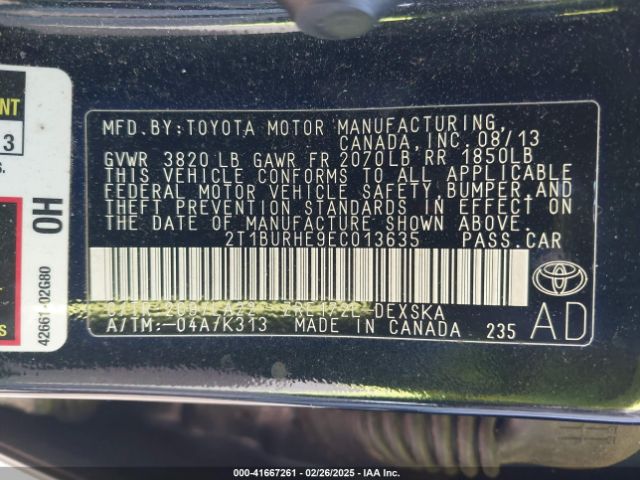 MFD.BY:TOYOTA MOTOR MANUFACTURING,
CANADA, INC. 08/13
GVWR 3820 LB GAWR FR 2070LB RR 1850LB
THIS VEHICLE CONFORMS TO ALL APPLICABLE
FEDERAL MOTOR VEHICLE SAFETY, BUMPER, AND
THEFT PREVENTION STANDARDS IN EFFECT ON
THE DATE OF MANUFACTURE SHOWN ABOVE.
2T1BURHE9EC013635 PASS.CAR
DEXSKA
A/TM:-04A/K313 MADE IN CANADA 235
AD
13
OH
42661-02G80
000-41667261 | 02/26/2025 | IAA Inc.